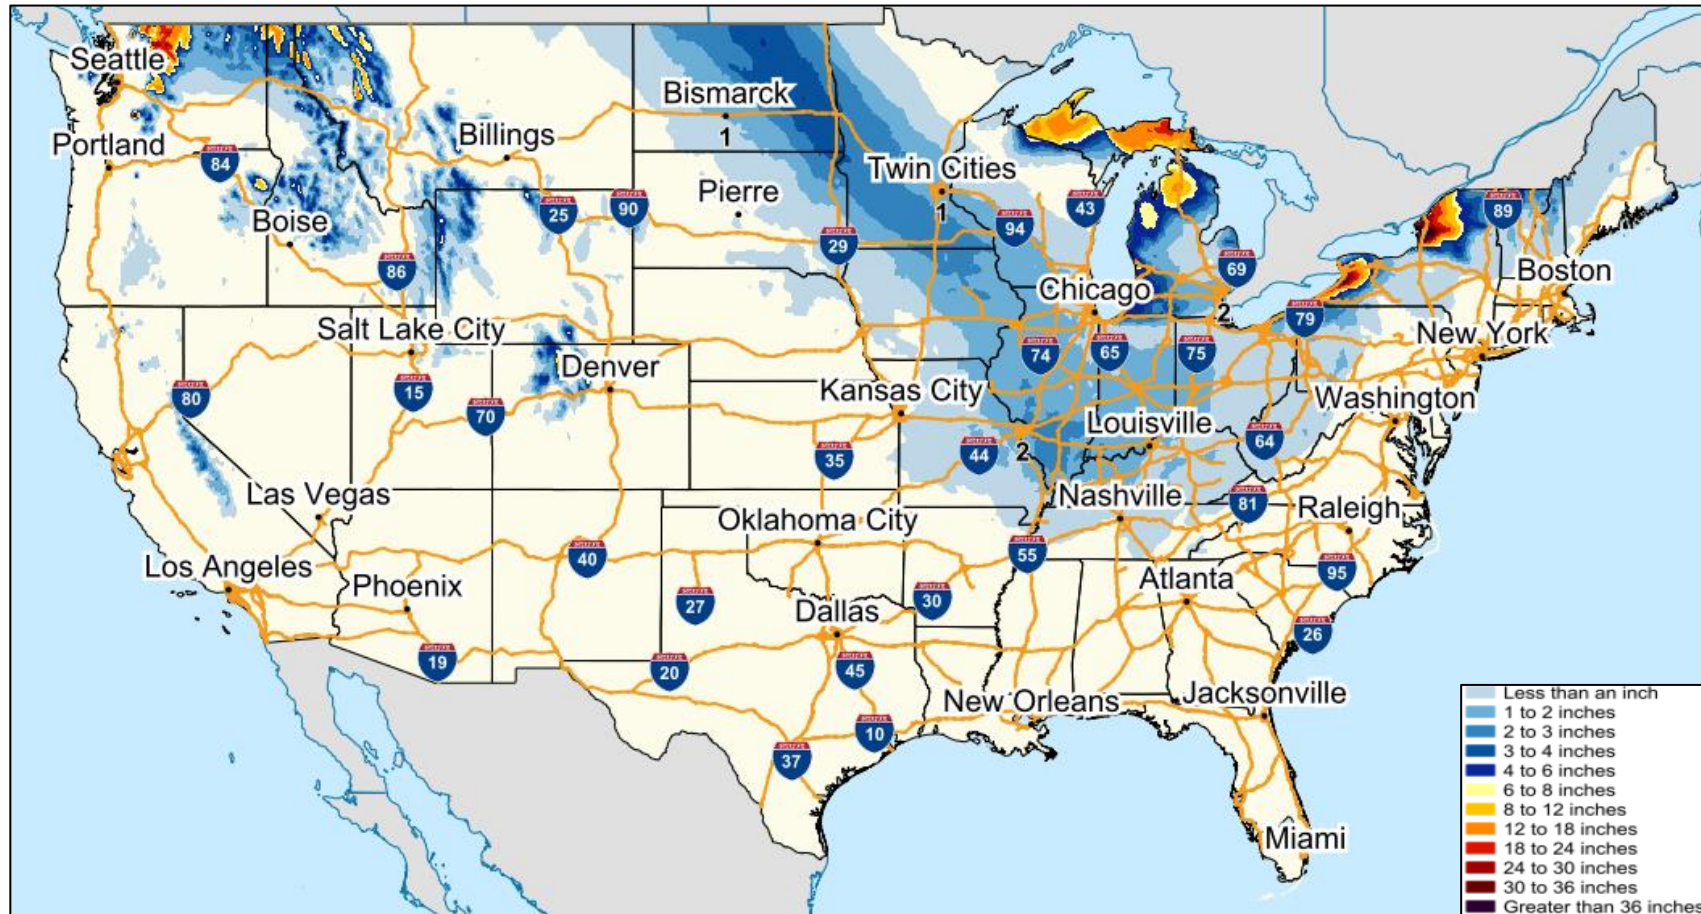 Seattle
Portland
84
Boise
86
Billings
Bismarck
1
Pierre
25
90
29
Twin Cities
1
94
43
69
89
Boston
79
2
Chicago
74
65
75
New York
Salt Lake City
15
80
70
Denver
Kansas City
35
44
2
Louisville
64
Washington
Las Vegas
Nashville
81
Raleigh
Oklahoma City
40
55
95
Los Angeles
Phoenix
27
30
Dallas
Atlanta
26
19
20
45
New Orleans
Jacksonville
10
37
Miami
Less than an inch
1 to 2 inches
2 to 3 inches
3 to 4 inches
4 to 6 inches
6 to 8 inches
8 to 12 inches
12 to 18 inches
18 to 24 inches
24 to 30 inches
30 to 36 inches
Greater than 36 inches